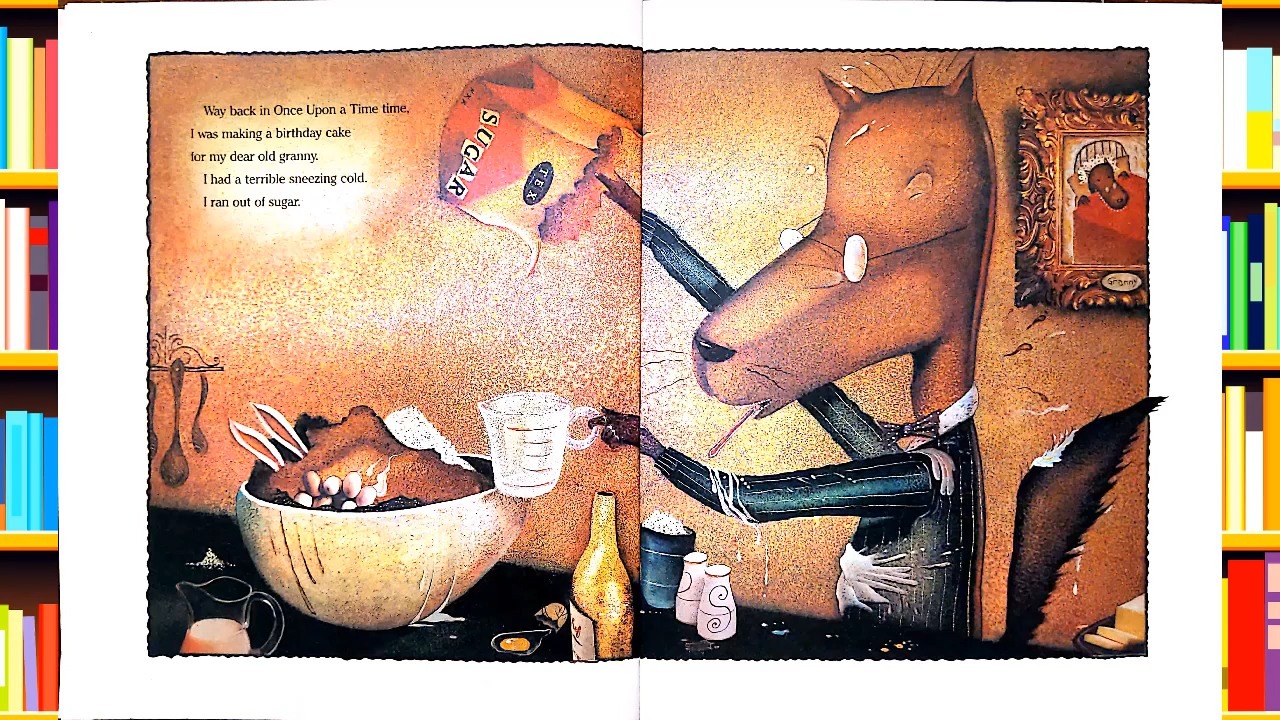 Way back in Once Upon a Time time,
I was making a birthday cake
for my dear old granny.
I had a terrible sneezing cold.
I ran out of sugar.
SUGAR
TEX
Granny